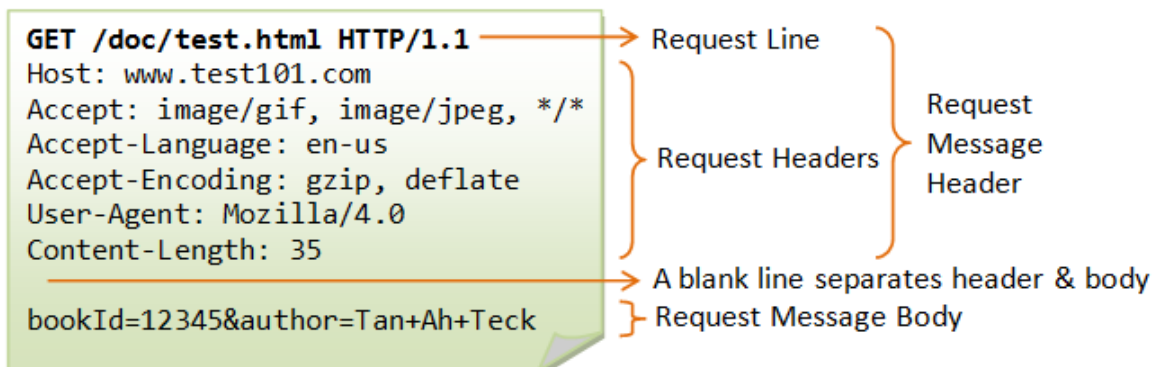 GET /doc/test.html HTTP/1.1
Request Line
Host: www.test101.com
Accept: image/gif, image/jpeg, */*
Accept-Language: en-us
Accept-Encoding: gzip, deflate
User-Agent: Mozilla/4.0
Content-Length: 35
Request Headers
Request
Message
Header
A blank line separates header & body
bookId=12345&author=Tan+Ah+Teck
Request Message Body